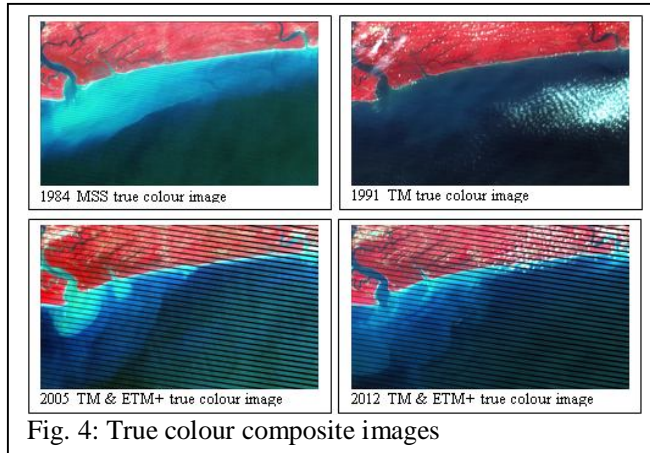 1984 MSS true colour image
1991 TM true colour image
2005 TM & ETM+ true colour image
2012 TM & ETM+ true colour image
Fig. 4: True colour composite images